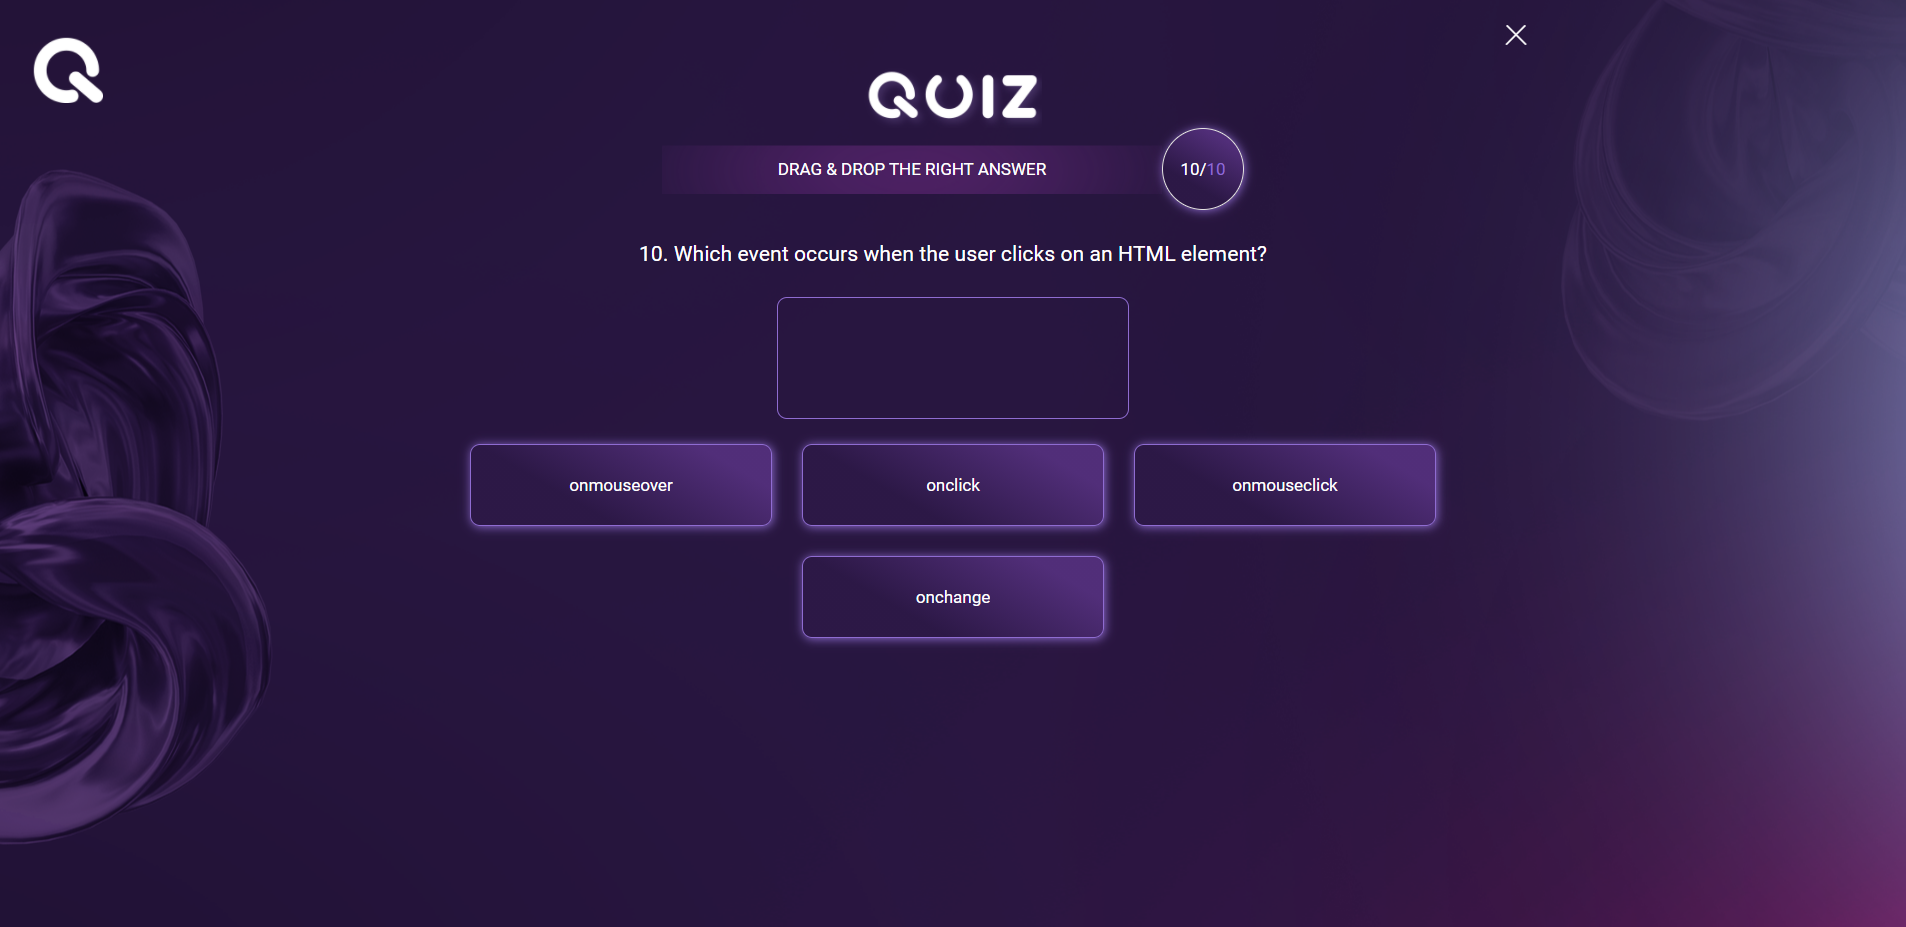 Q
QUIZ
DRAG & DROP THE RIGHT ANSWER
10/10
10. Which event occurs when the user clicks on an HTML element?
onmouseover
onclick
onmouseclick
onchange